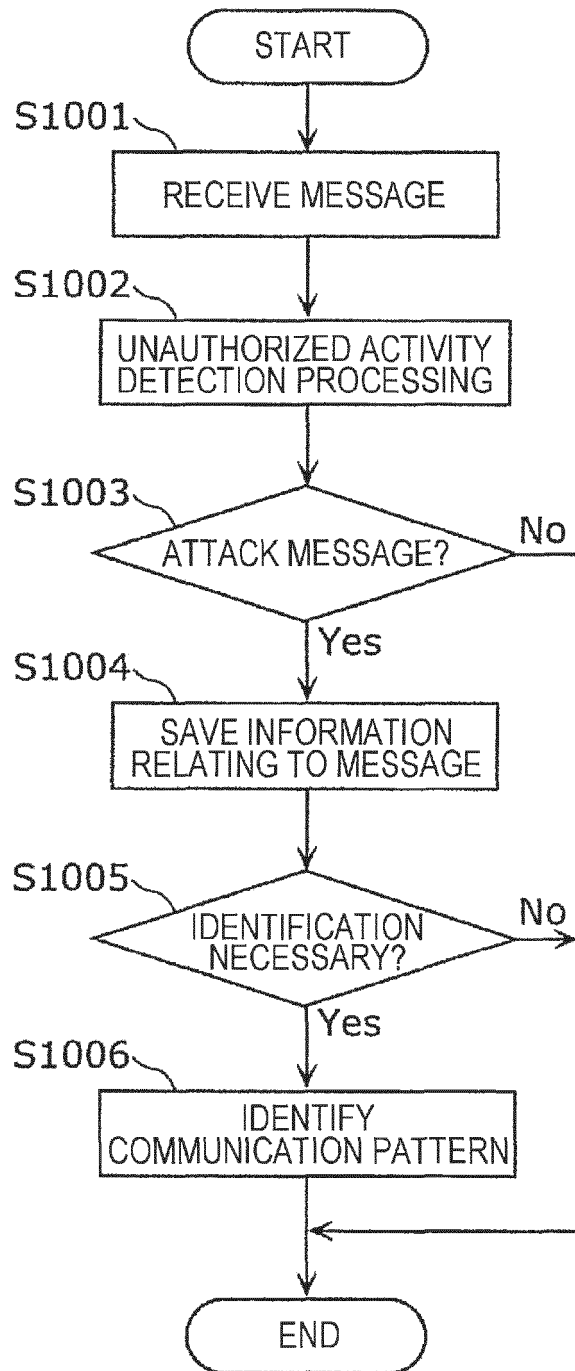 START
S1001
RECEIVE MESSAGE
S1002
UNAUTHORIZED ACTIVITY
DETECTION PROCESSING
S1003
ATTACK MESSAGE?
No
Yes
S1004
SAVE INFORMATION
RELATING TO MESSAGE
S1005
IDENTIFICATION
NECESSARY?
No
Yes
S1006
IDENTIFY
COMMUNICATION PATTERN
END